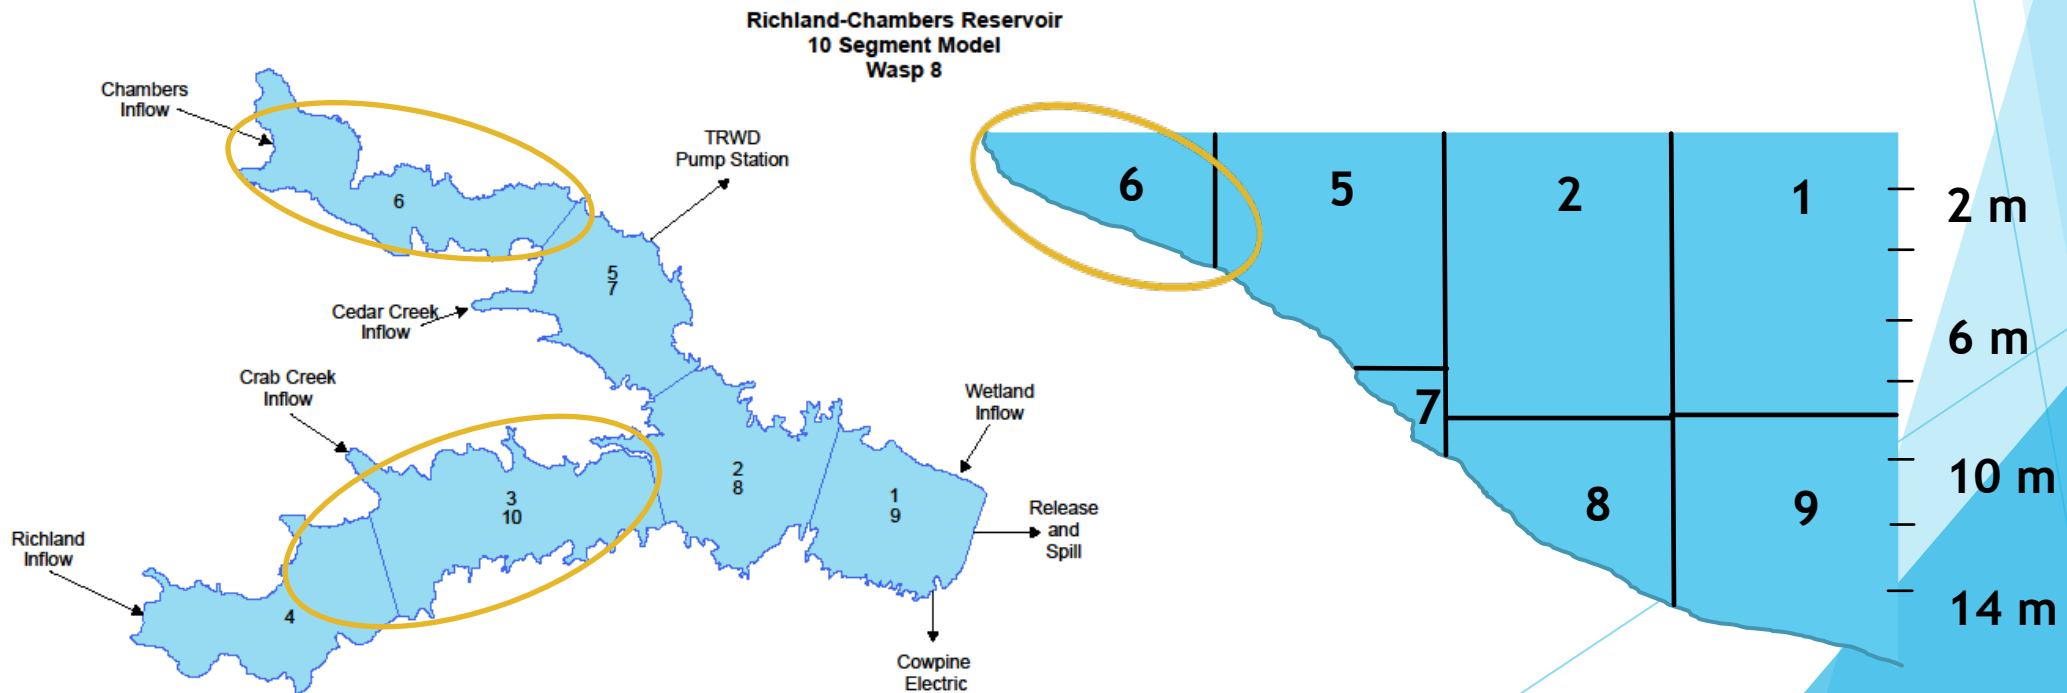 Richland-Chambers Reservoir
10 Segment Model
Wasp 8
Chambers
Inflow
6
TRWD
Pump Station
5
7
Cedar Creek
Inflow
Crab Creek
Inflow
3
10
Richland
Inflow
4
2
8
1
9
Wetland
Inflow
Release
and
Spill
Cowpine
Electric
6
5
2
1
7
8
9
2 m
6 m
10 m
14 m